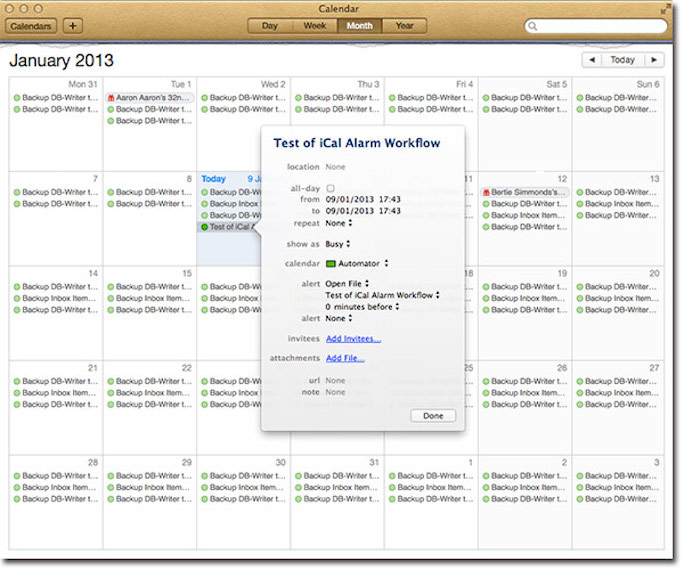 Calendar
Calendars + Day Week Month Year
January 2013 Today
Mon 31 Tue 1 Wed 2 Thu 3 Fri 4 Sat 5 Sun 6
Backup DB-Writer t... Aaron Aaron's 32n... Backup DB-Writer t... Backup DB-Writer t... Backup DB-Writer t... Backup DB-Writer t... Backup DB-Writer...
Backup DB-Writer t... Backup DB-Writer t... Backup DB-Writer t... Backup DB-Writer t... Backup DB-Writer t... Backup DB-Writer t... Backup DB-Writer...
Backup DB-Writer t...
7 8 Today 9 12 13
Backup DB-Writer t... Backup DB-Writer t... Backup DB-W Bertie Simmonds's... Backup DB-Writer...
Backup DB-Writer t... Backup DB-Writer t... Backup Inbox Backup DB-Writer t... Backup Inbox Item...
Backup DB-Writer t... Backup DB-Writer t... Backup DB-W Backup Inbox Item... Backup DB-Writer...
Test of iCal A Backup DB-Writer t...
14 15 19 20
Backup DB-Writer t... Backup DB-Writer t... Backup DB-W Backup DB-Writer t... Backup DB-Writer...
Backup Inbox Item... Backup Inbox Item... Backup Inbox Backup Inbox Item... Backup Inbox Item...
Backup DB-Writer t... Backup DB-Writer t... Backup DB-W Backup DB-Writer t... Backup DB-Writer...
21 22 25 26 27
Backup DB-Writer t... Backup DB-Writer t... Backup DB-W Backup DB-Writer t... Backup DB-Writer...
Backup Inbox Item... Backup Inbox Item... Backup Inbox Backup Inbox Item... Backup Inbox Item...
Backup DB-Writer t... Backup DB-Writer t... Backup DB-W Backup DB-Writer t... Backup DB-Writer...
28 29 30 31 1 2 3
Backup DB-Writer t... Backup DB-Writer t... Backup DB-Writer t... Backup DB-Writer t... Backup DB-Writer t... Backup DB-Writer t... Backup DB-Writer...
Backup Inbox Item... Backup Inbox Item... Backup Inbox Item... Backup Inbox Item... Backup Inbox Item... Backup Inbox Item... Backup Inbox Item...
Backup DB-Writer t... Backup DB-Writer t... Backup DB-Writer t... Backup DB-Writer t... Backup DB-Writer t... Backup DB-Writer t... Backup DB-Writer...
Test of iCal Alarm Workflow
location None
all-day
from 09/01/2013 17:43
to 09/01/2013 17:43
repeat None
show as Busy
calendar Automator
alert Open File
Test of iCal Alarm Workflow
0 minutes before
alert None
invitees Add Invitees...
attachments Add File...
url None
note None
Done